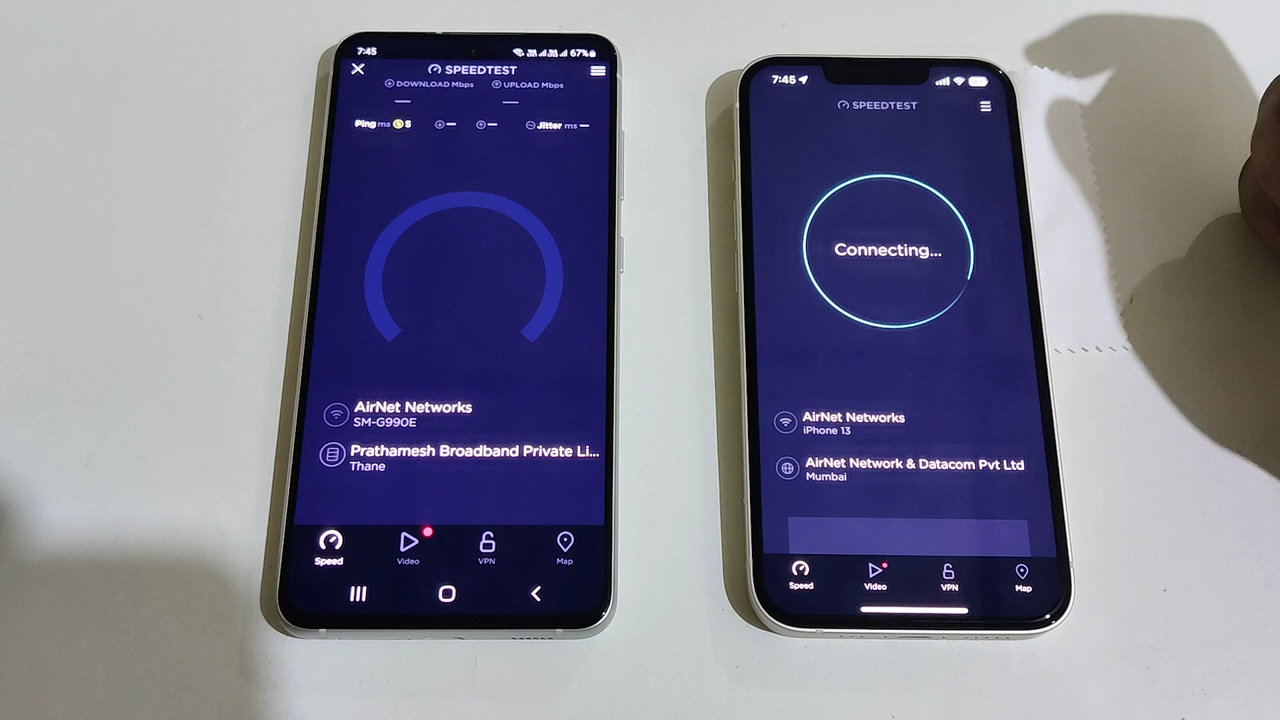 7:45
67%
SPEEDTEST
DOWNLOAD Mbps UPLOAD Mbps
Ping ms 5 Jitter ms
AirNet Networks
SM-G990E
Prathamesh Broadband Private Li...
Thane
Speed Video VPN Map
7:45
SPEEDTEST
Connecting...
AirNet Networks
iPhone 13
AirNet Network & Datacom Pvt Ltd
Mumbai
Speed Video VPN Map